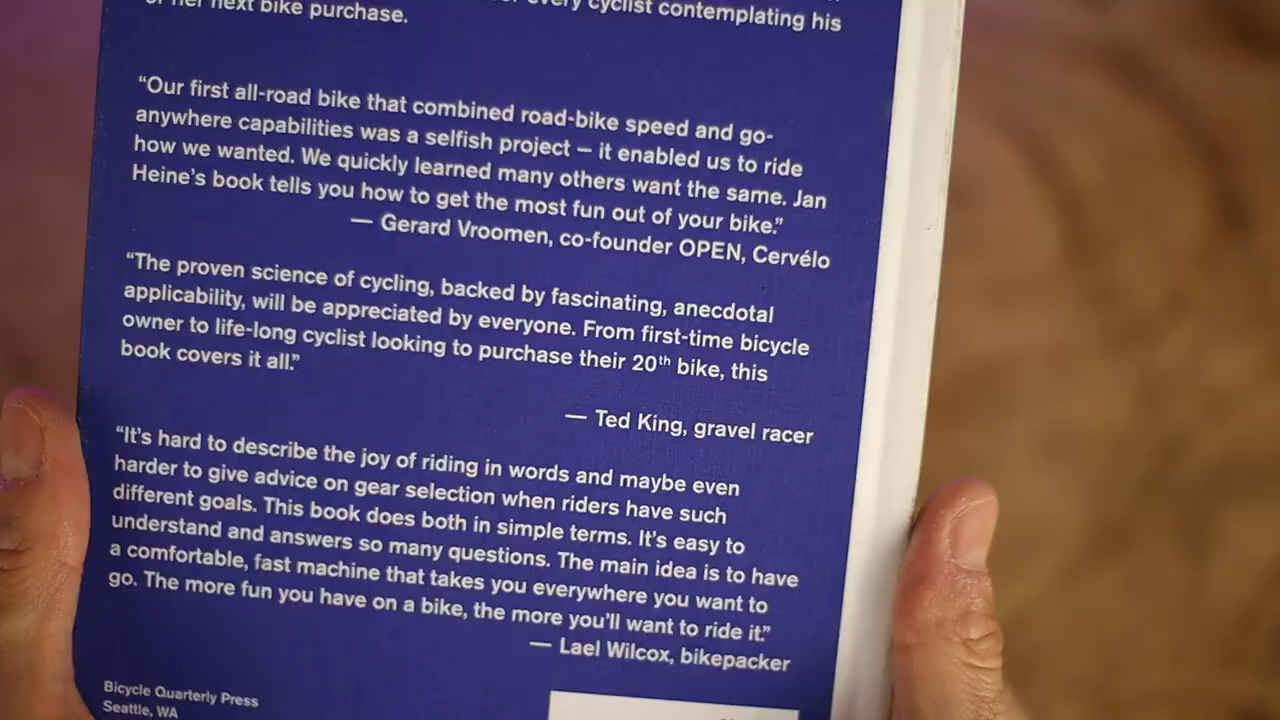 every cyclist contemplating his
or her next bike purchase.
“Our first all-road bike that combined road-bike speed and go-
anywhere capabilities was a selfish project — it enabled us to ride
how we wanted. We quickly learned many others want the same. Jan
Heine’s book tells you how to get the most fun out of your bike.”
— Gerard Vroomen, co-founder OPEN, Cervélo
“The proven science of cycling, backed by fascinating, anecdotal
applicability, will be appreciated by everyone. From first-time bicycle
owner to life-long cyclist looking to purchase their 20th bike, this
book covers it all.”
— Ted King, gravel racer
“It’s hard to describe the joy of riding in words and maybe even
harder to give advice on gear selection when riders have such
different goals. This book does both in simple terms. It’s easy to
understand and answers so many questions. The main idea is to have
a comfortable, fast machine that takes you everywhere you want to
go. The more fun you have on a bike, the more you’ll want to ride it.”
— Lael Wilcox, bikepacker
Bicycle Quarterly Press
Seattle, WA